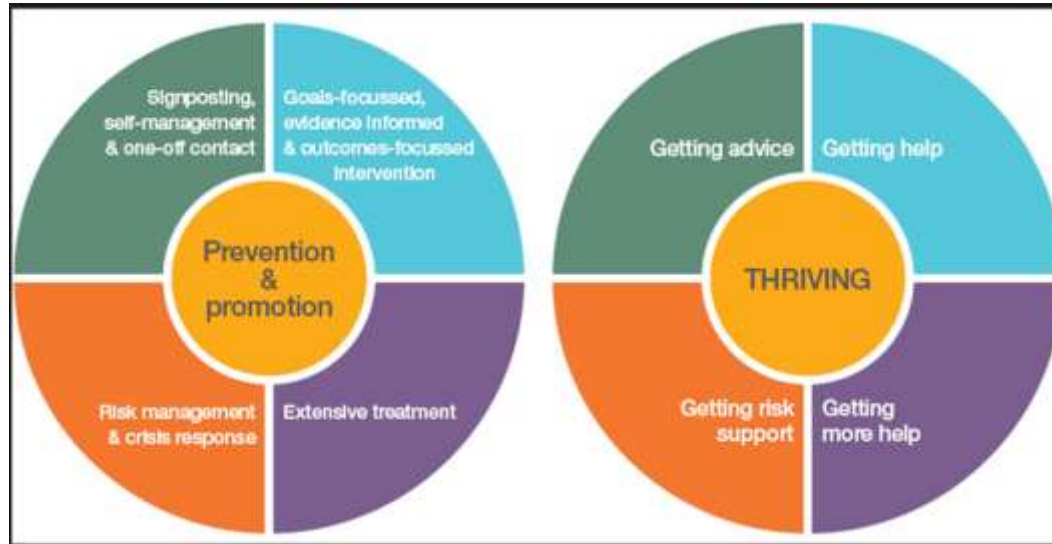 Signposting,
self-management
& one-off contact
Goals-focussed,
evidence informed
& outcomes-focussed
intervention
Prevention
&
promotion
Risk management
& crisis response
Extensive treatment
Getting advice
Getting help
THRIVING
Getting risk
support
Getting
more help